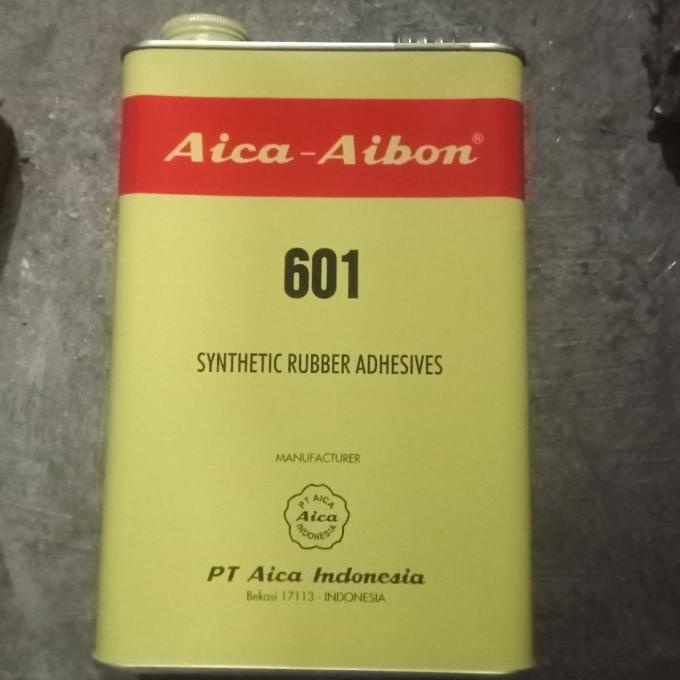 Aica-Aibon®
601
SYNTHETIC RUBBER ADHESIVES
MANUFACTURER
PT AICA
Aica
INDONESIA
PT Aica Indonesia
Bekasi 17113 - INDONESIA